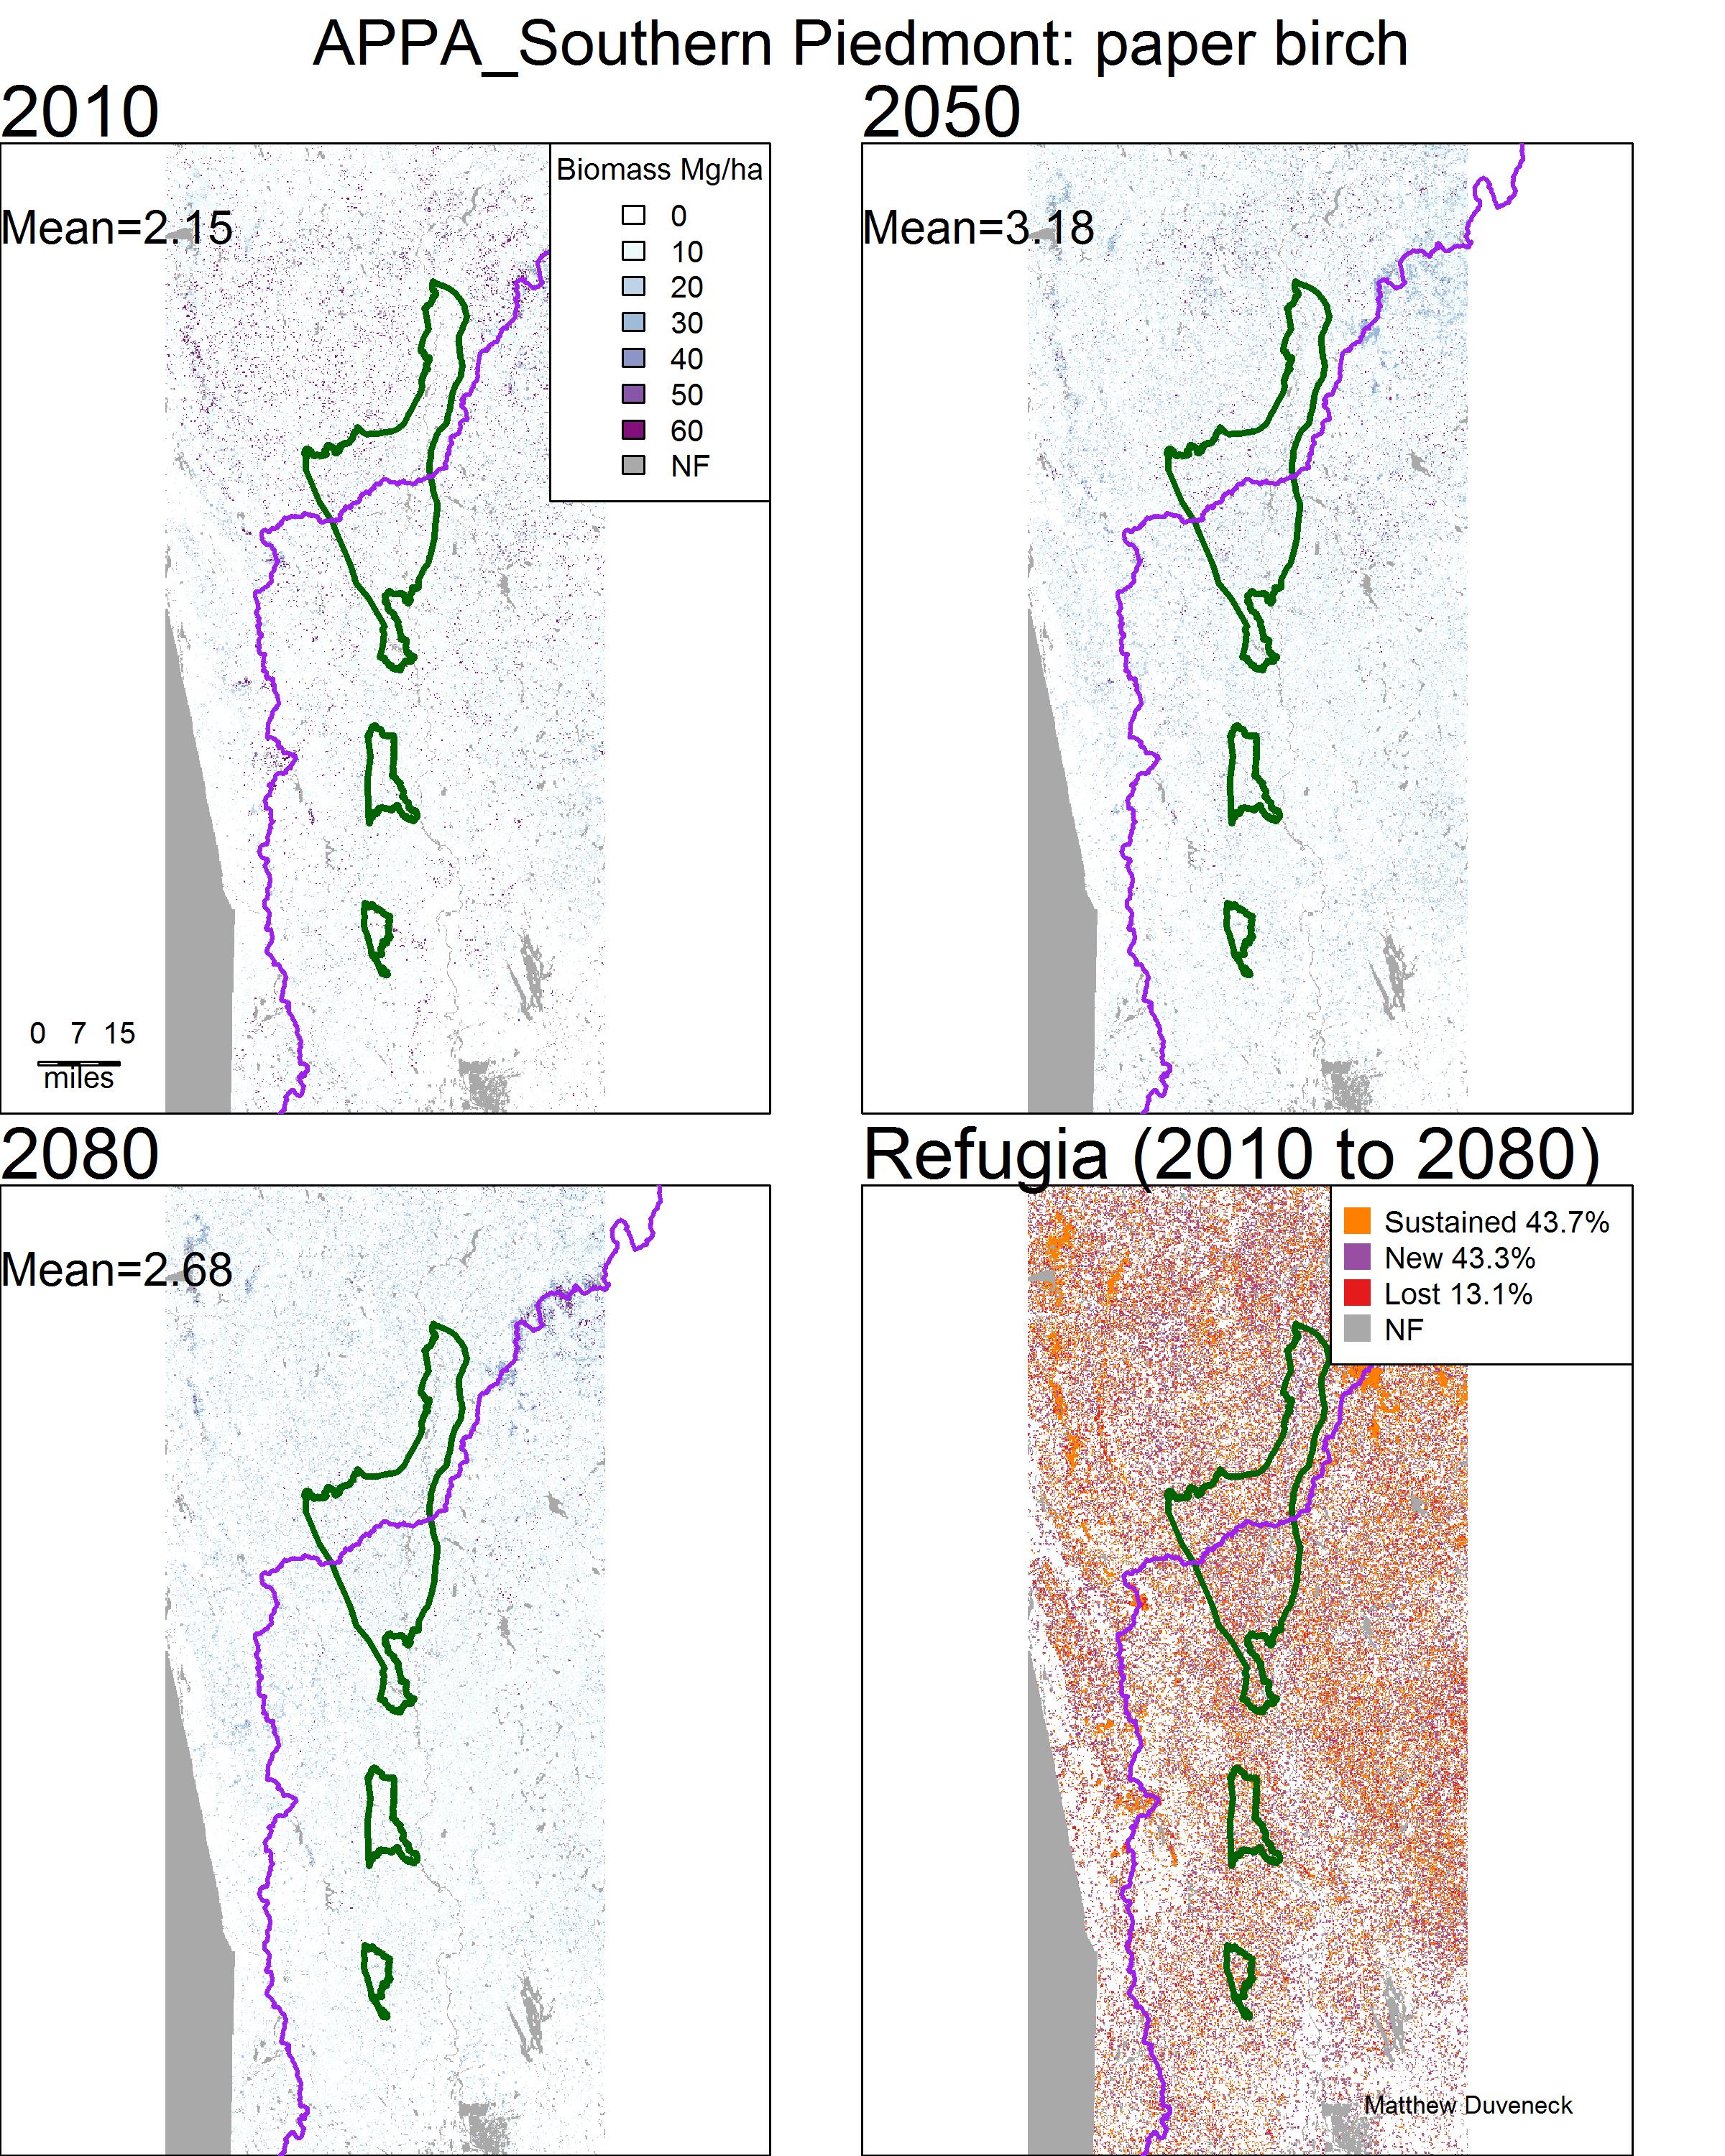 APPA_Southern Piedmont: paper birch
2010
Mean=2.15
Biomass Mg/ha
0
10
20
30
40
50
60
NF
0 7 15
miles
2050
Mean=3.18
2080
Mean=2.68
Refugia (2010 to 2080)
Sustained 43.7%
New 43.3%
Lost 13.1%
NF
Matthew Duveneck